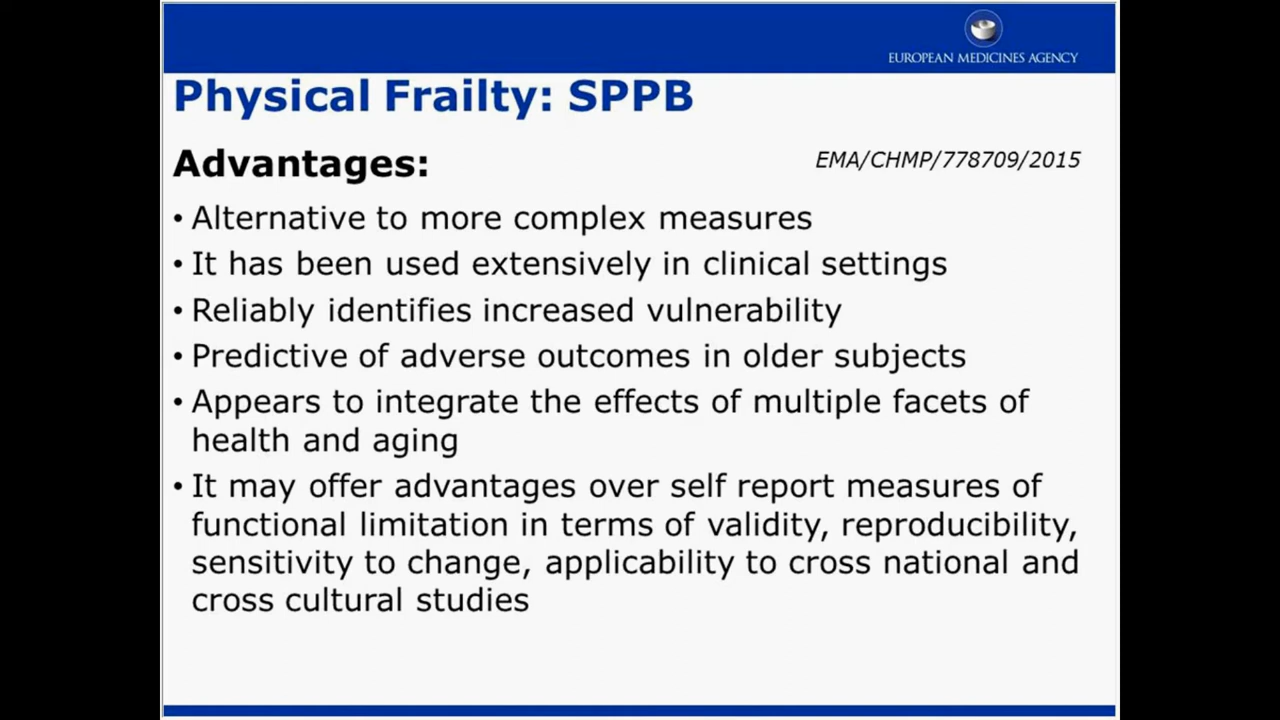 EUROPEAN MEDICINES AGENCY
Physical Frailty: SPPB
Advantages:
EMA/CHMP/778709/2015
• Alternative to more complex measures
• It has been used extensively in clinical settings
• Reliably identifies increased vulnerability
• Predictive of adverse outcomes in older subjects
• Appears to integrate the effects of multiple facets of
health and aging
• It may offer advantages over self report measures of
functional limitation in terms of validity, reproducibility,
sensitivity to change, applicability to cross national and
cross cultural studies